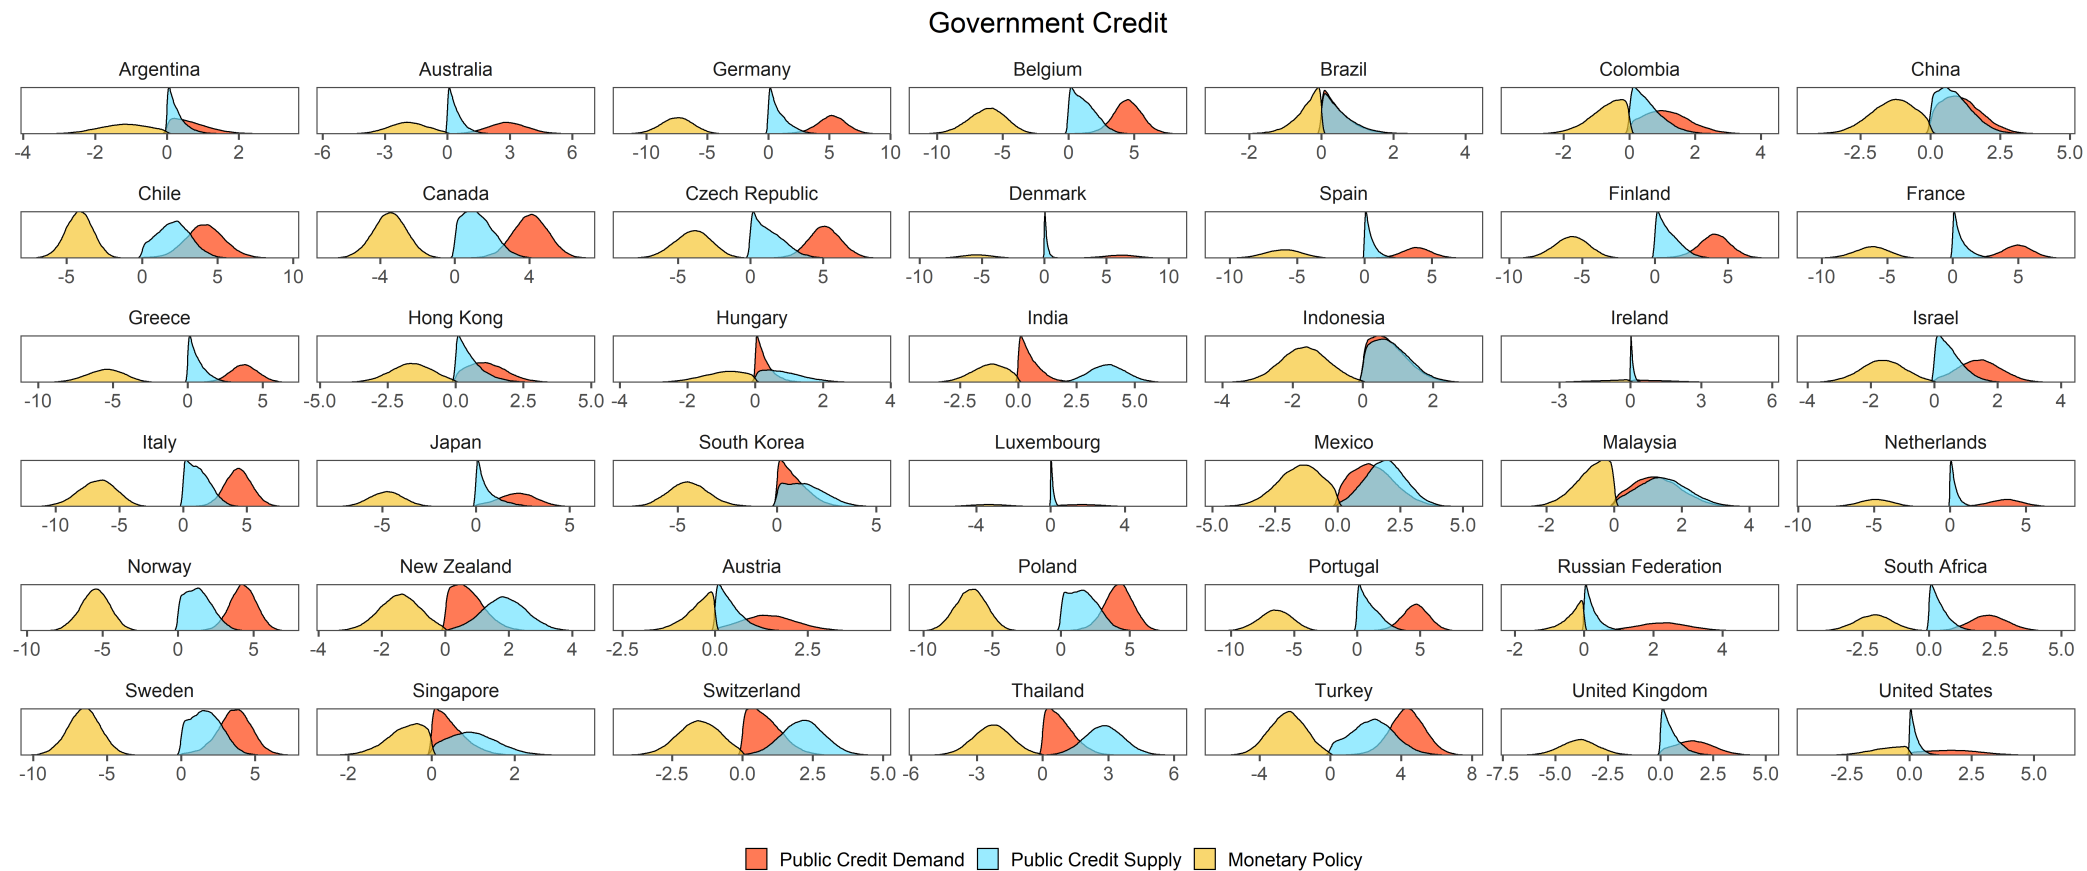 Government Credit
Argentina Australia Germany Belgium Brazil Colombia China
-4 -2 0 2 -6 -3 0 3 6 -10 -5 0 5 10 -10 -5 0 5 -2 0 2 4 -2 0 2 4 -2.5 0.0 2.5 5.0
Chile Canada Czech Republic Denmark Spain Finland France
-5 0 5 10 -4 0 4 -5 0 5 -10 -5 0 5 10 -10 -5 0 5 -10 -5 0 5 -10 -5 0 5
Greece Hong Kong Hungary India Indonesia Ireland Israel
-10 -5 0 5 -5.0 -2.5 0.0 2.5 5.0 -4 -2 0 2 4 -2.5 0.0 2.5 5.0 -4 -2 0 2 -3 0 3 6 -4 -2 0 2 4
Italy Japan South Korea Luxembourg Mexico Malaysia Netherlands
-10 -5 0 5 -5 0 5 -5 0 5 -4 0 4 -5.0 -2.5 0.0 2.5 5.0 -2 0 2 4 -10 -5 0 5
Norway New Zealand Austria Poland Portugal Russian Federation South Africa
-10 -5 0 5 -4 -2 0 2 4 -2.5 0.0 2.5 -10 -5 0 5 -10 -5 0 5 -2 0 2 4 -2.5 0.0 2.5 5.0
Sweden Singapore Switzerland Thailand Turkey United Kingdom United States
-10 -5 0 5 -2 0 2 -2.5 0.0 2.5 5.0 -6 -3 0 3 6 -4 0 4 8 -7.5 -5.0 -2.5 0.0 2.5 5.0 -2.5 0.0 2.5 5.0
Public Credit Demand Public Credit Supply Monetary Policy